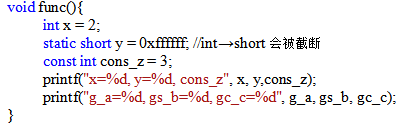 void func(){
int x = 2;
static short y = 0xffffff; //int→short 会被截断
const int cons_z = 3;
printf("x=%d, y=%d, cons_z", x, y,cons_z);
printf("g_a=%d, gs_b=%d, gc_c=%d", g_a, gs_b, gc_c);
}